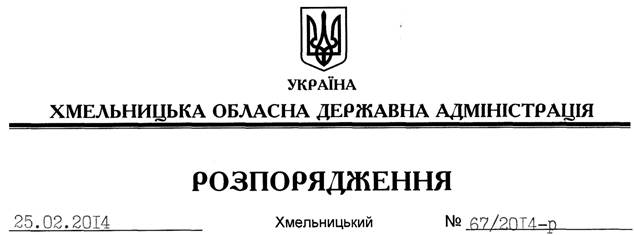 УКРАЇНА
ХМЕЛЬНИЦЬКА ОБЛАСНА ДЕРЖАВНА АДМІНІСТРАЦІЯ
РОЗПОРЯДЖЕННЯ
25.02.2014 Хмельницький № 67/2014-р